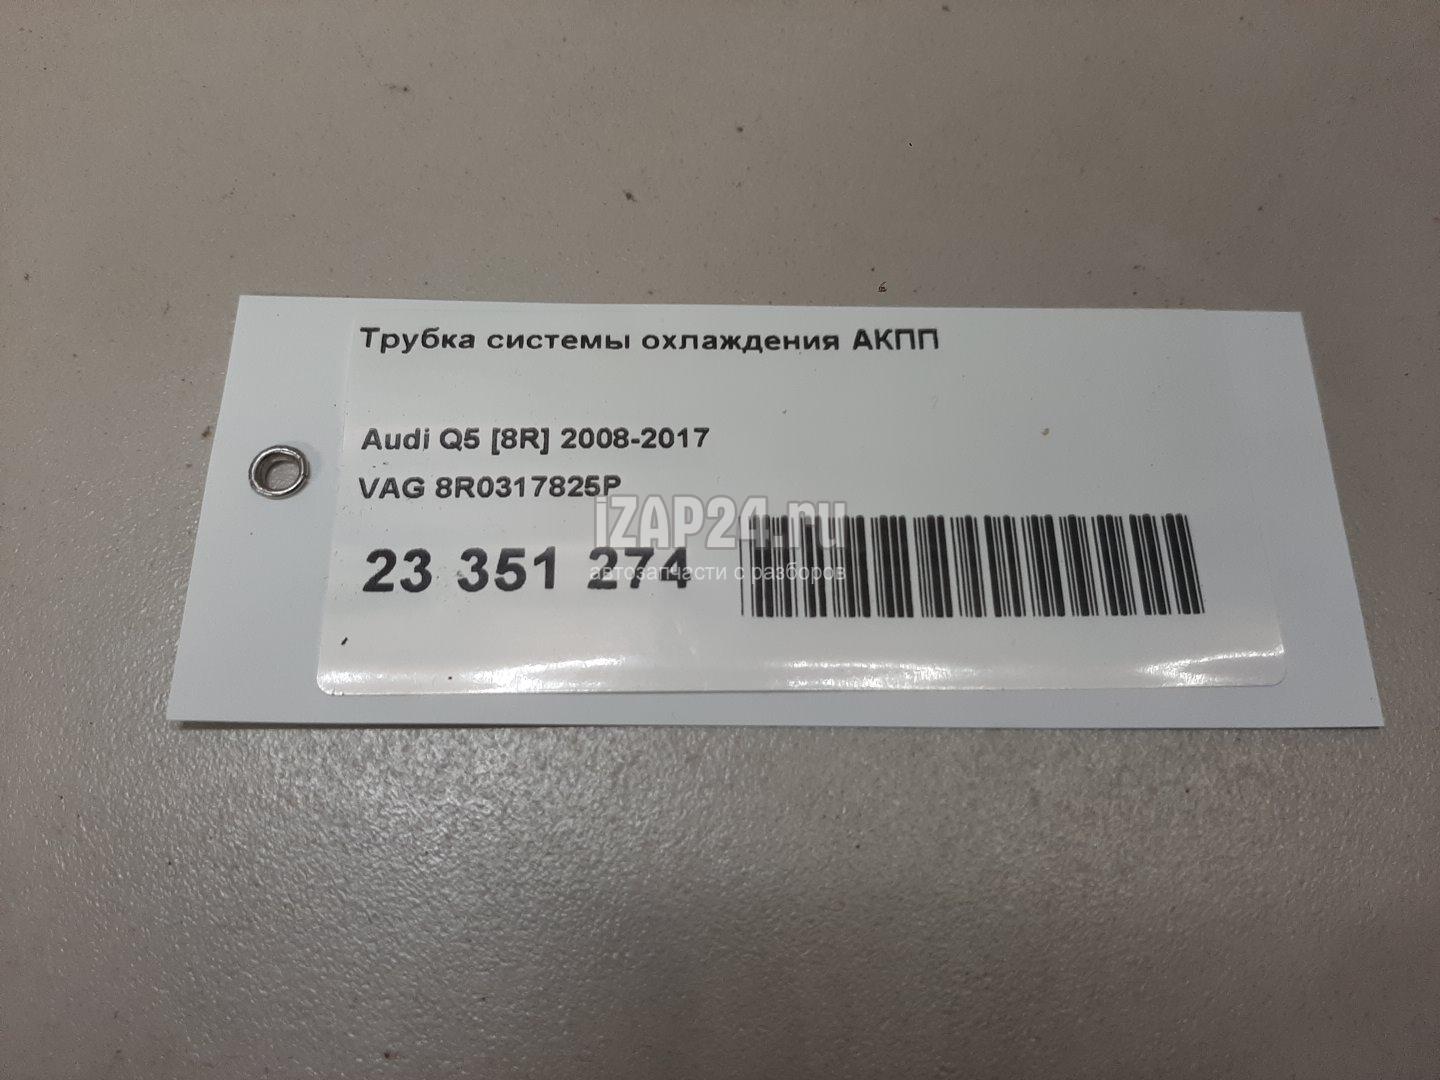 Трубка системы охлаждения АКПП
Audi Q5 [8R] 2008-2017
VAG 8R0317825P
iZAP24.ru
23 351 274
автозапчасти с разборов